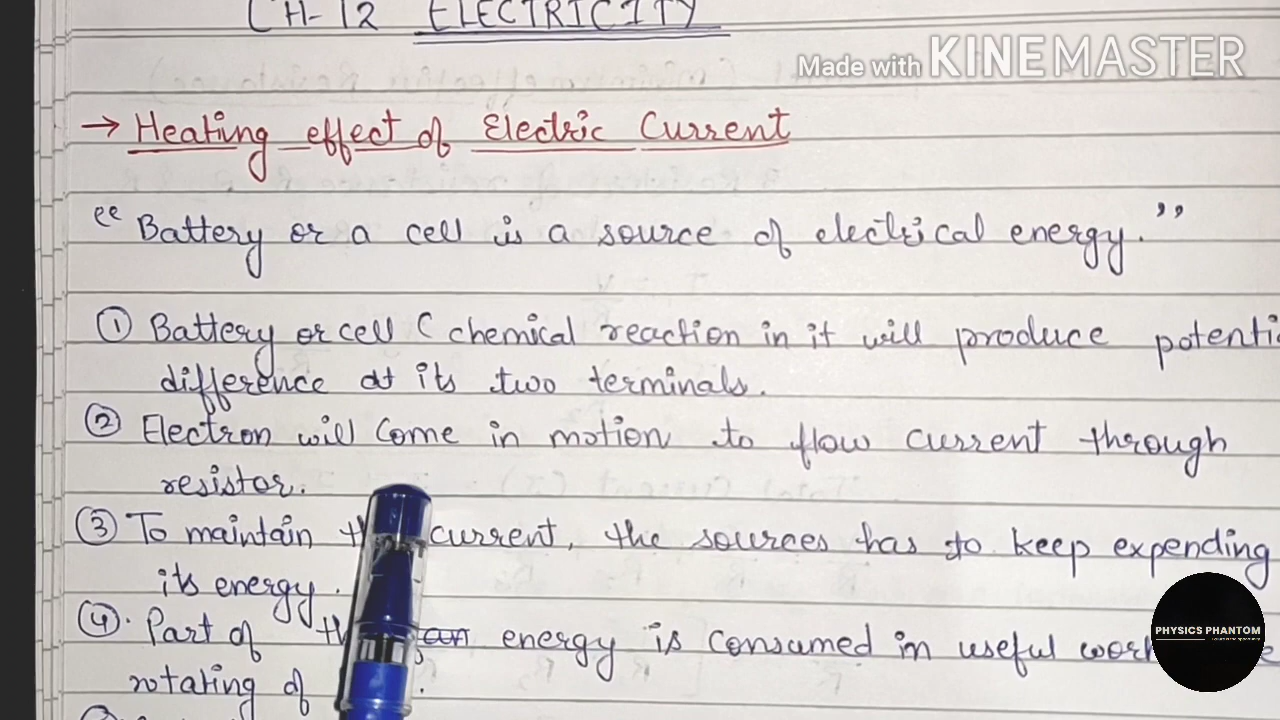 CH-12 ELECTRICITY
Made with KINEMASTER
→ Heating effect of Electric Current
“ Battery or a cell is a source of electrical energy.”
① Battery or cell ( chemical reaction in it will produce potenti
difference at its two terminals.
② Electron will Come in motion to flow current through
resistor.
③ To maintain current, the sources has to keep expending
its energy.
④. Part of energy is consumed in useful
rotating of
PHYSICS PHANTOM